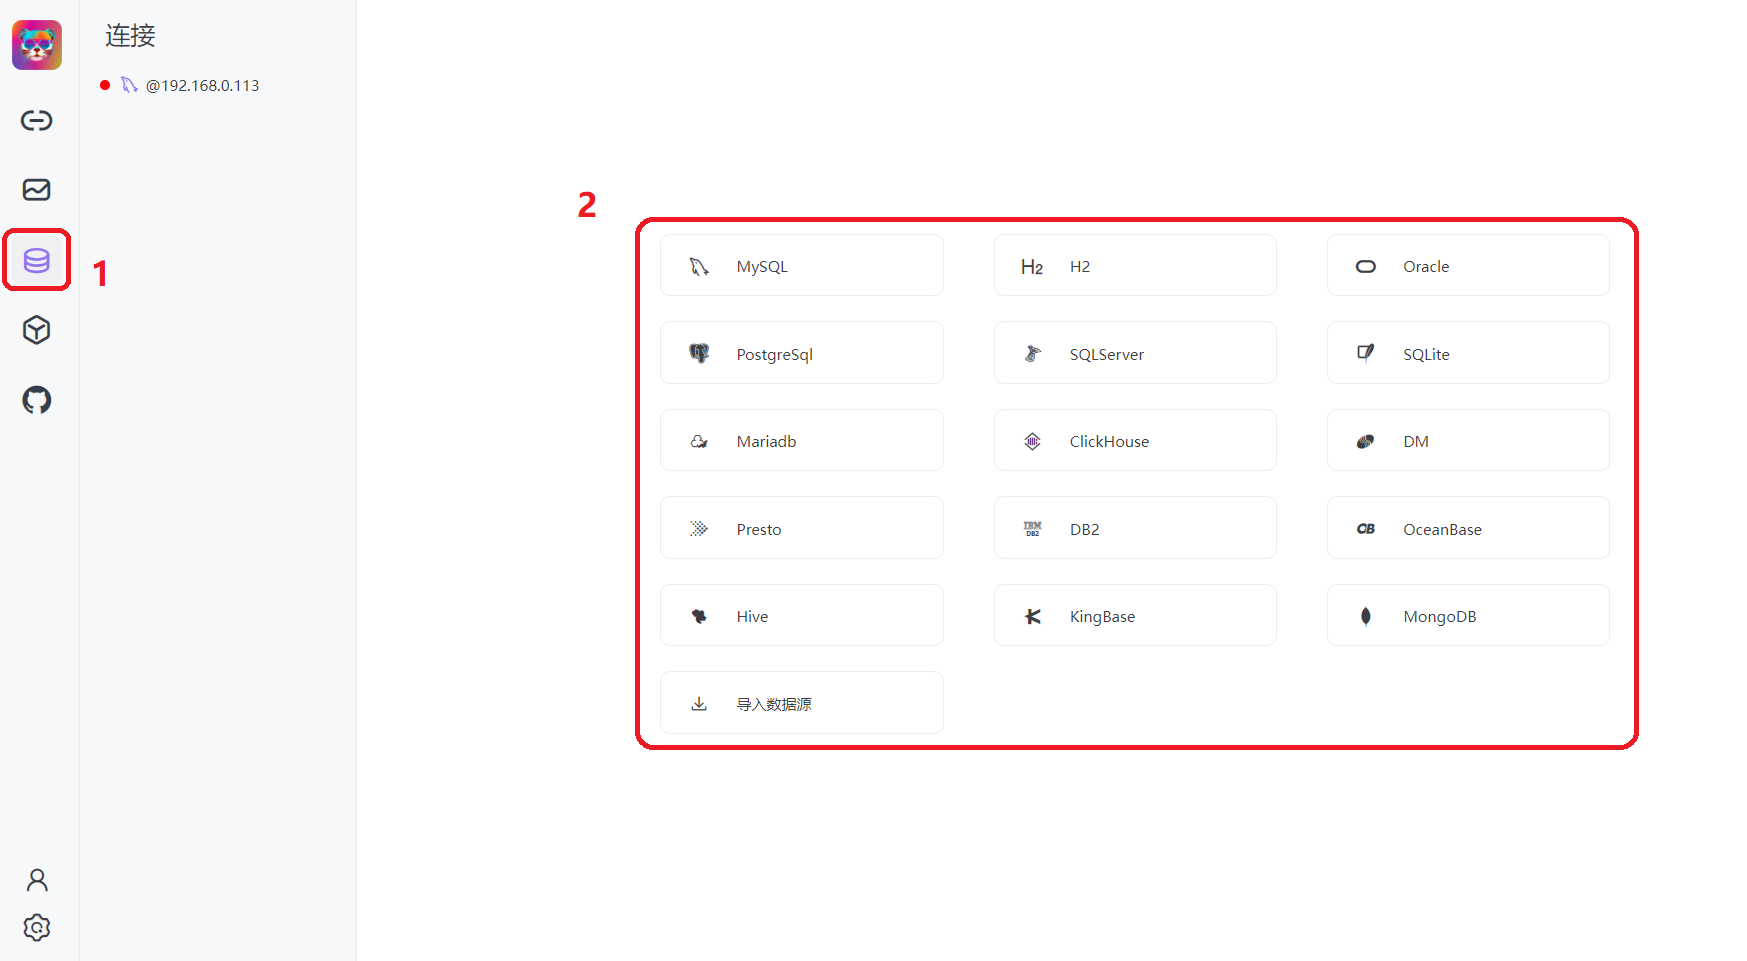 连接
@192.168.0.113
1
2
MySQL
H2 H2
Oracle
PostgreSql
SQLServer
SQLite
Mariadb
ClickHouse
DM
Presto
IBM DB2 DB2
OB OceanBase
Hive
KingBase
MongoDB
导入数据源